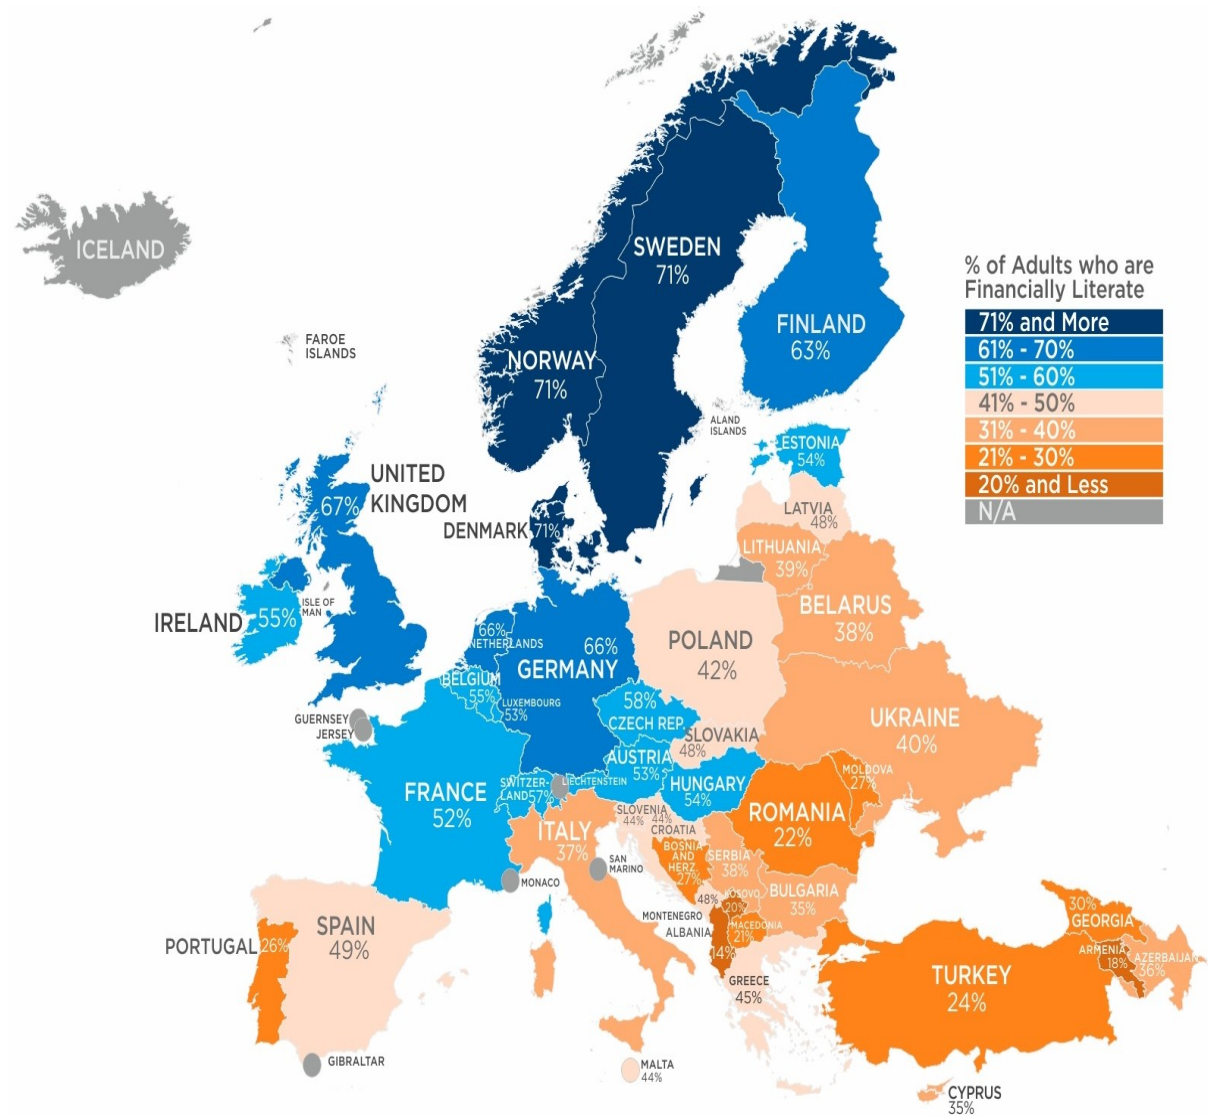 ICELAND
SWEDEN
71%
% of Adults who are
Financially Literate
71% and More
61% - 70%
51% - 60%
41% - 50%
31% - 40%
21% - 30%
20% and Less
N/A
FINLAND
63%
FAROE
ISLANDS
NORWAY
71%
ALAND
ISLANDS
ESTONIA
54%
UNITED
KINGDOM
67%
LATVIA
48%
DENMARK
71%
LITHUANIA
39%
BELARUS
38%
ISLE OF
MAN
IRELAND
55%
66%
NETHERLANDS
66%
GERMANY
POLAND
42%
BELGIUM
55%
LUXEMBOURG
53%
58%
CZECH REP.
GUERNSEY
JERSEY
SLOVAKIA
48%
UKRAINE
40%
AUSTRIA
53%
FRANCE
52%
SWITZER-
LAND57%
LIECHTENSTEIN
HUNGARY
54%
MOLDOVA
27%
ROMANIA
22%
SLOVENIA
44%
44%
CROATIA
ITALY
37%
BOSNIA
AND
HERZ.
27%
SERBIA
38%
SAN
MARINO
MONACO
BULGARIA
35%
48%
MONTENEGRO
KOSOVO
20%
ALBANIA
14%
MACEDONIA
21%
SPAIN
49%
PORTUGAL
26%
30%
GEORGIA
ARMENIA
18%
AZERBAIJAN
36%
GREECE
45%
TURKEY
24%
GIBRALTAR
MALTA
44%
CYPRUS
35%